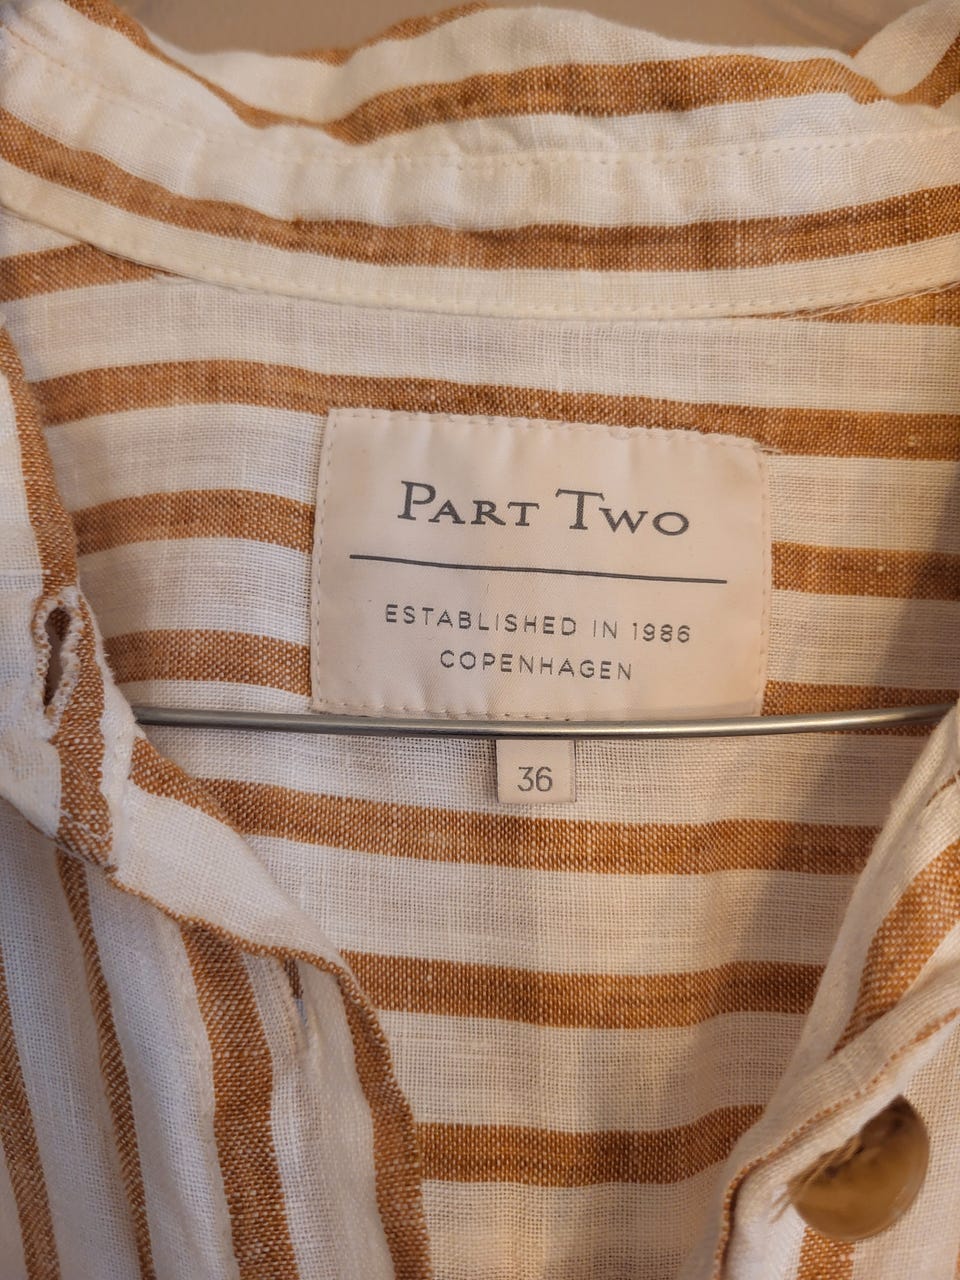 PART TWO
ESTABLISHED IN 1986
COPENHAGEN
36